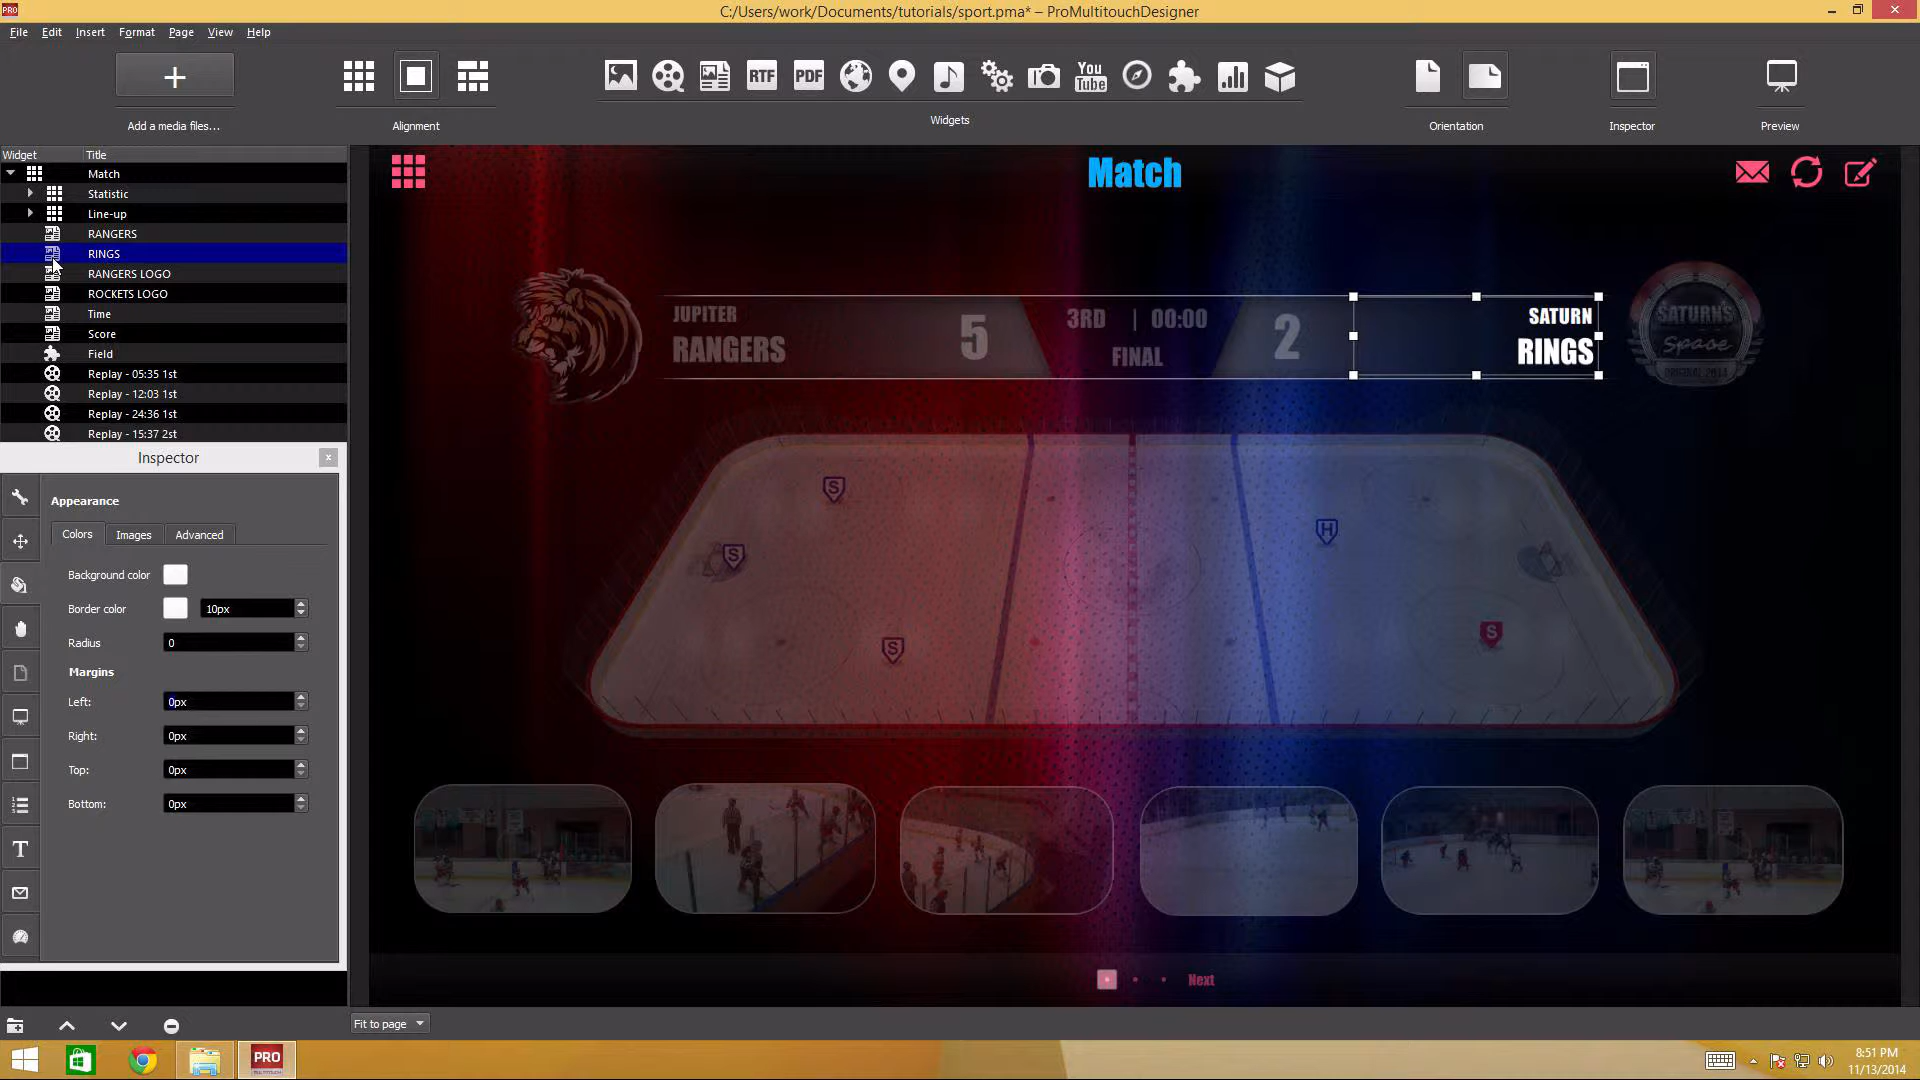 PRO
C:/Users/work/Documents/tutorials/sport.pma* – ProMultitouchDesigner
File Edit Insert Format Page View Help
RTF
PDF
You
Tube
Add a media files...
Alignment
Widgets
Orientation
Inspector
Preview
Widget Title
Match
Statistic
Line-up
RANGERS
RINGS
RANGERS LOGO
ROCKETS LOGO
Time
Score
Field
Replay - 05:35 1st
Replay - 12:03 1st
Replay - 24:36 1st
Replay - 15:37 2st
Inspector
Appearance
Colors Images Advanced
Background color
Border color 10px
Radius 0
Margins
Left: 0px
Right: 0px
Top: 0px
Bottom: 0px
T
Match
JUPITER
RANGERS
5
3RD | 00:00
FINAL
2
SATURN
RINGS
SATURN'S
Space
ORIGINAL 2014
S
H
S
S
S
Next
Fit to page
PRO
MULTITOUCH
8:51 PM
11/13/2014